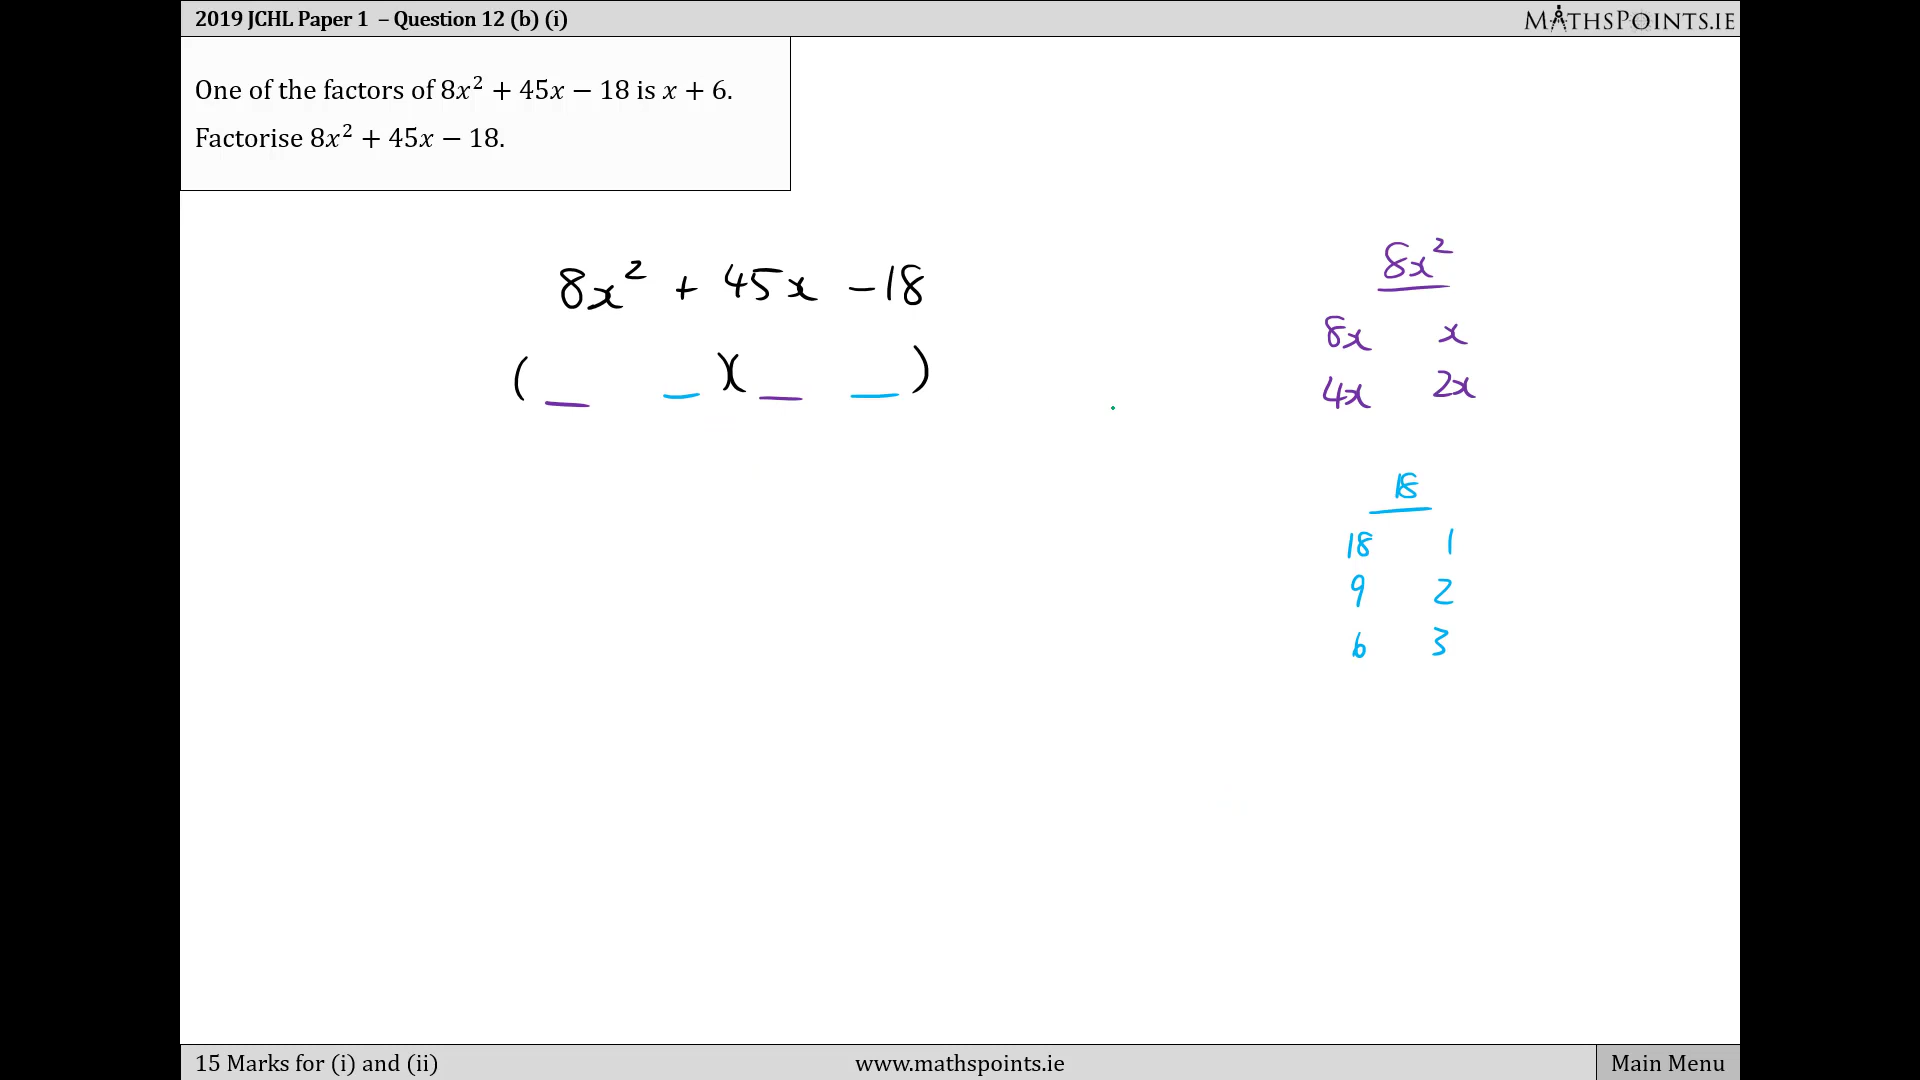 2019 JCHL Paper 1 – Question 12 (b) (i)
MATHSPOINTS.IE
One of the factors of 8x² + 45x − 18 is x + 6.
Factorise 8x² + 45x − 18.
8x² + 45x − 18
( _ _ )( _ _ )
8x²
8x x
4x 2x
18
18 1
9 2
6 3
15 Marks for (i) and (ii)
www.mathspoints.ie
Main Menu